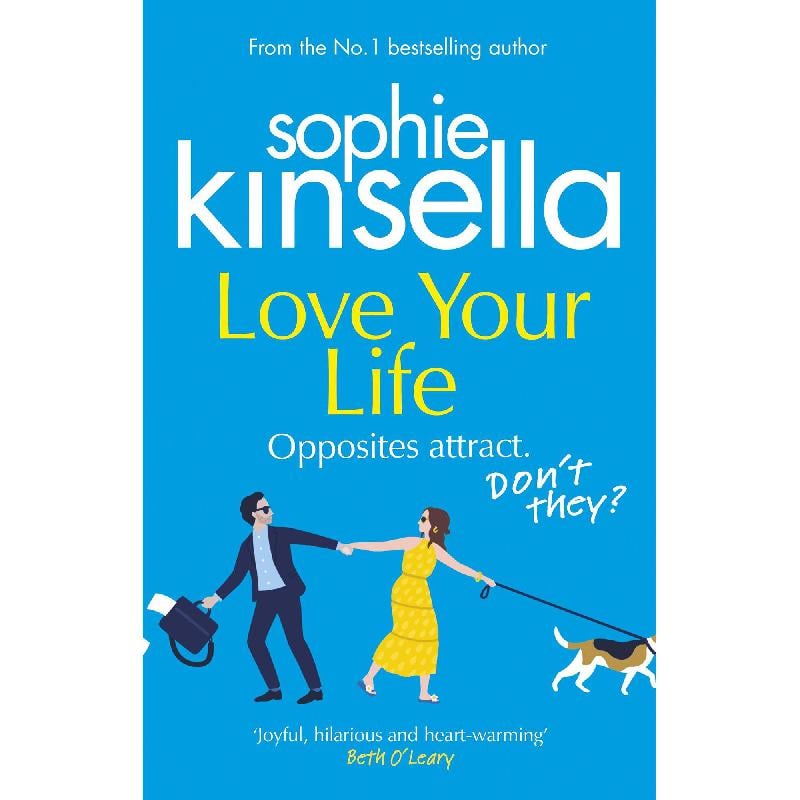 From the No.1 bestselling author
sophie
kinsella
Love Your
Life
Opposites attract.
Don't
they?
‘Joyful, hilarious and heart-warming’
Beth O'Leary